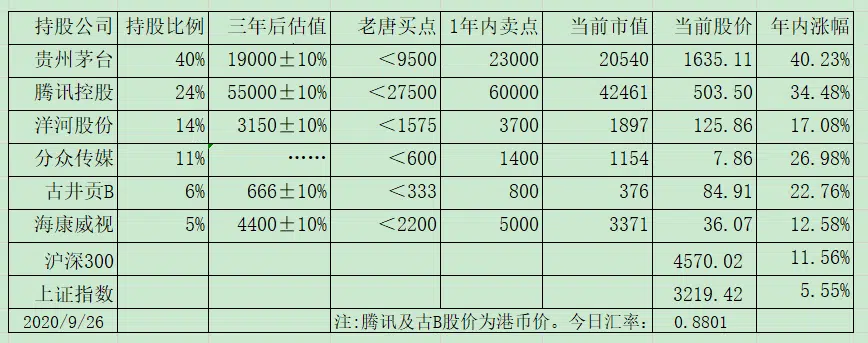 持股公司 持股比例 三年后估值 老唐买点 1年内卖点 当前市值 当前股价 年内涨幅
贵州茅台 40% 19000±10% <9500 23000 20540 1635.11 40.23%
腾讯控股 24% 55000±10% <27500 60000 42461 503.50 34.48%
洋河股份 14% 3150±10% <1575 3700 1897 125.86 17.08%
分众传媒 11% …… <600 1400 1154 7.86 26.98%
古井贡B 6% 666±10% <333 800 376 84.91 22.76%
海康威视 5% 4400±10% <2200 5000 3371 36.07 12.58%
沪深300 4570.02 11.56%
上证指数 3219.42 5.55%
2020/9/26 注:腾讯及古B股价为港币价。今日汇率: 0.8801